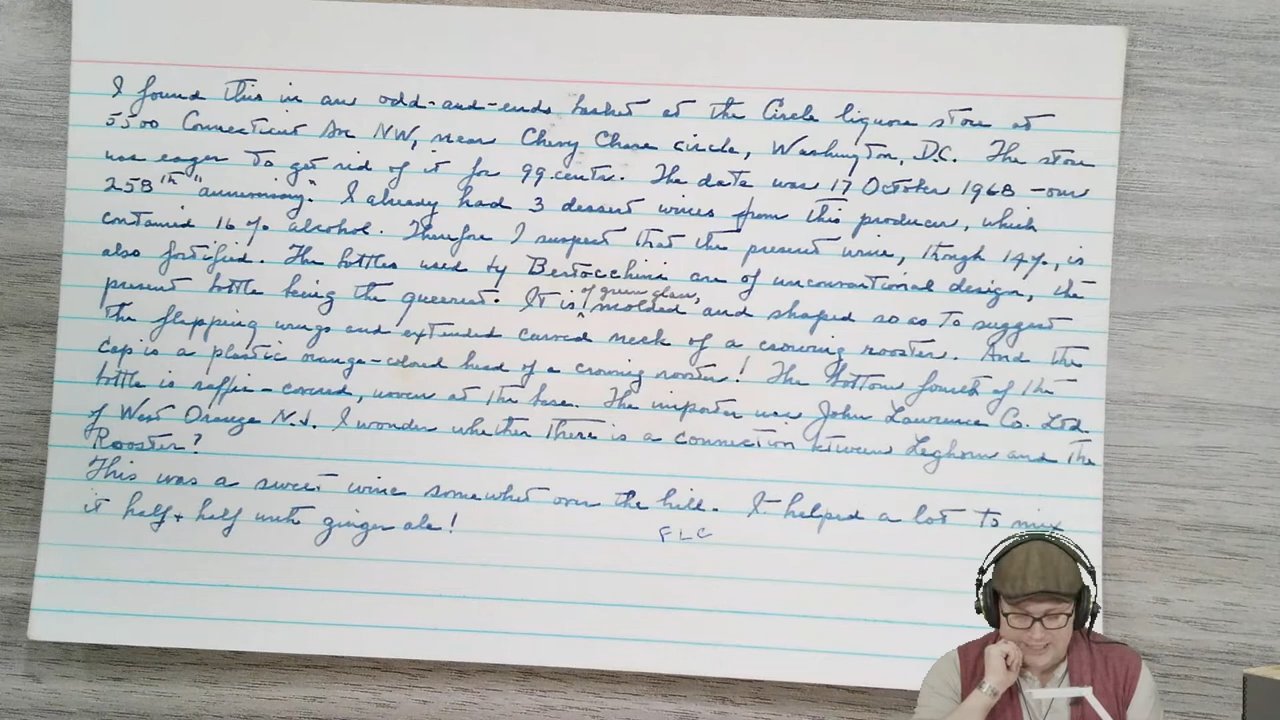 I found this in an odd-and-ends basket at the Circle liquor store at
5500 Connecticut Ave NW, near Chevy Chase circle, Washington, D.C. The store
was eager to get rid of it for 99 cents. The date was 17 October 1968 - our
258th "anniversary". I already had 3 dessert wines from this producer, which
contained 16% alcohol. Therefore I suspect that the present wine, though 14%, is
also fortified. The bottles used by Bertocchini are of unconventional design, the
present bottle being the queerest. It is ^of green glass, molded and shaped so as to suggest
the flapping wings and extended curved neck of a crowing rooster. And the
cap is a plastic orange-colored head of a crowing rooster! The bottom fourth of the
bottle is raffia-covered, woven at the base. The importer was John Lawrence Co. Ltd
of West Orange N.J. I wonder whether there is a connection between Leghorn and the
Rooster?
This was a sweet wine somewhat over the hill. It helped a lot to mix
it half + half with ginger ale!
FLC